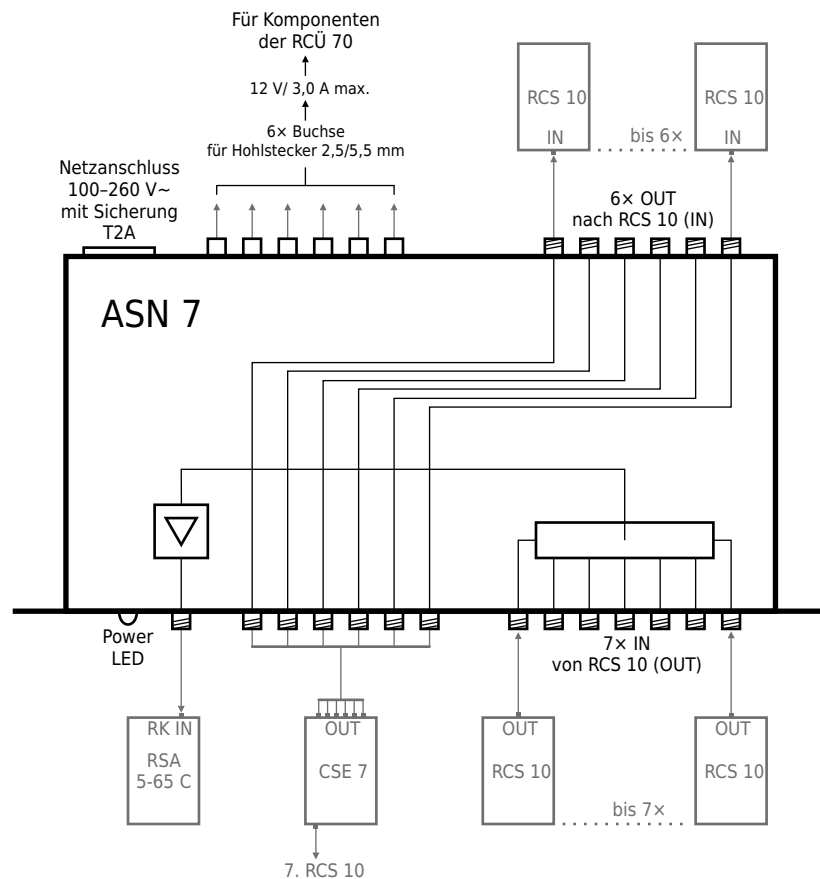 Für Komponenten
der RCÜ 70
12 V/ 3,0 A max.
6× Buchse
für Hohlstecker 2,5/5,5 mm
Netzanschluss
100–260 V~
mit Sicherung
T2A
RCS 10
IN
bis 6×
RCS 10
IN
6× OUT
nach RCS 10 (IN)
ASN 7
Power
LED
7× IN
von RCS 10 (OUT)
RK IN
RSA
5-65 C
OUT
CSE 7
7. RCS 10
OUT
RCS 10
bis 7×
OUT
RCS 10